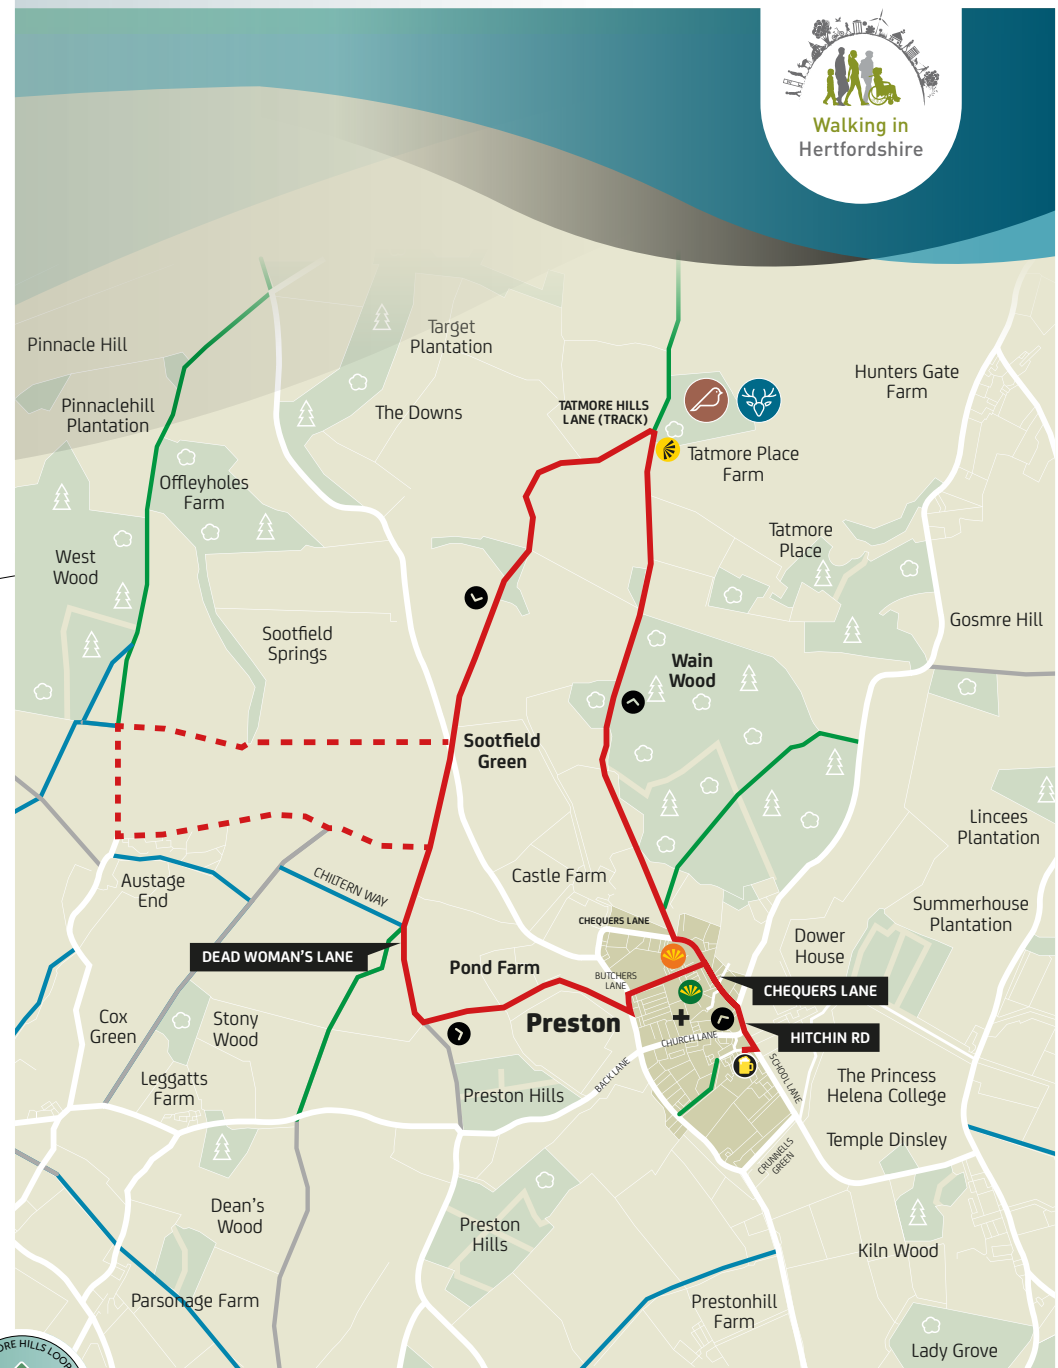 Walking in
Hertfordshire
Pinnacle Hill
Target
Plantation
Hunters Gate
Farm
Pinnaclehill
Plantation
The Downs
TATMORE HILLS
LANE (TRACK)
Tatmore Place
Farm
Offleyholes
Farm
Tatmore
Place
West
Wood
Gosmre Hill
Sootfield
Springs
Wain
Wood
Sootfield
Green
Lincees
Plantation
Castle Farm
Austage
End
CHILTERN WAY
Summerhouse
Plantation
CHEQUERS LANE
Dower
House
DEAD WOMAN'S LANE
Pond Farm
BUTCHERS
LANE
CHEQUERS LANE
Cox
Green
Stony
Wood
Preston
CHURCH LANE
HITCHIN RD
BACK LANE
SCHOOL LANE
Leggatts
Farm
Preston Hills
The Princess
Helena College
Temple Dinsley
CRUNNELLS
GREEN
Dean's
Wood
Preston
Hills
Kiln Wood
Parsonage Farm
Prestonhill
Farm
Lady Grove
HILLS LOOP